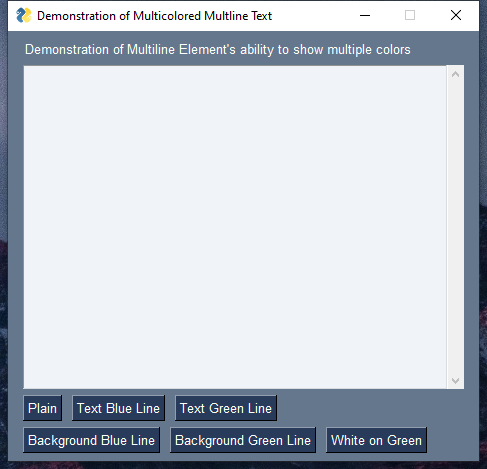 Demonstration of Multicolored Multline Text
Demonstration of Multiline Element's ability to show multiple colors
Plain Text Blue Line Text Green Line
Background Blue Line Background Green Line White on Green